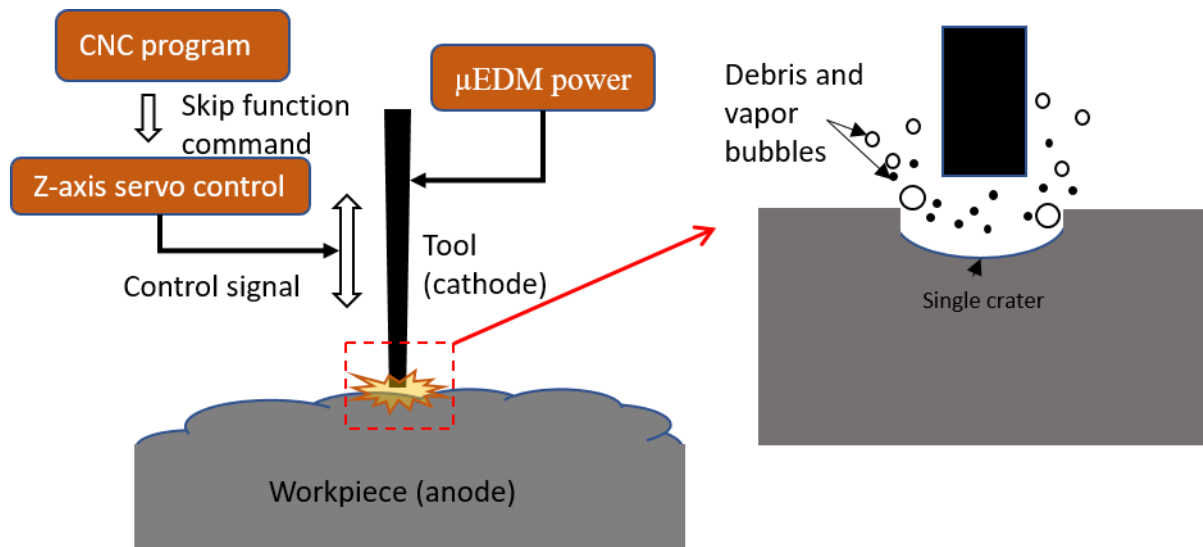 CNC program
Skip function
command
Z-axis servo control
Control signal
µEDM power
Tool
(cathode)
Workpiece (anode)
Debris and
vapor
bubbles
Single crater